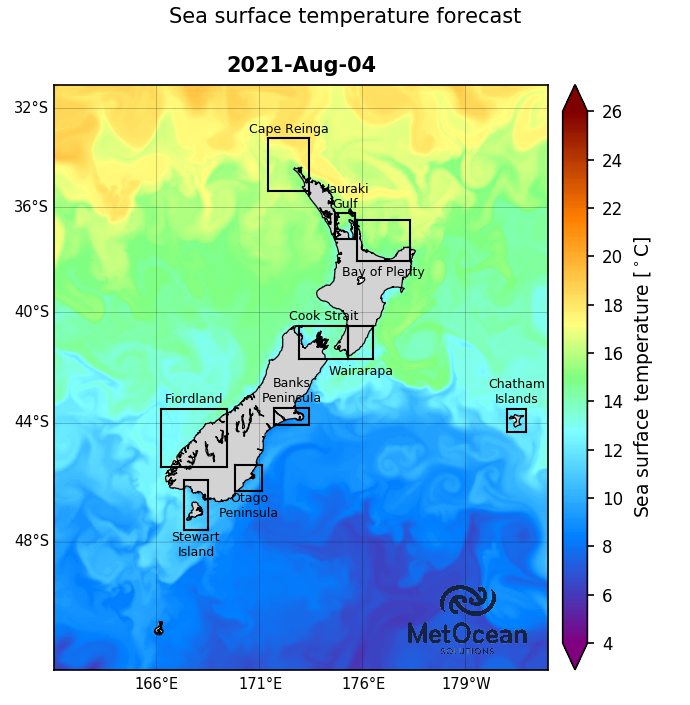 Sea surface temperature forecast
2021-Aug-04
32°S
36°S
40°S
44°S
48°S
166°E
171°E
176°E
179°W
Cape Reinga
Hauraki
Gulf
Bay of Plenty
Cook Strait
Wairarapa
Banks
Peninsula
Fiordland
Chatham
Islands
Otago
Peninsula
Stewart
Island
MetOcean
SOLUTIONS
26
24
22
20
18
16
14
12
10
8
6
4
Sea surface temperature [°C]